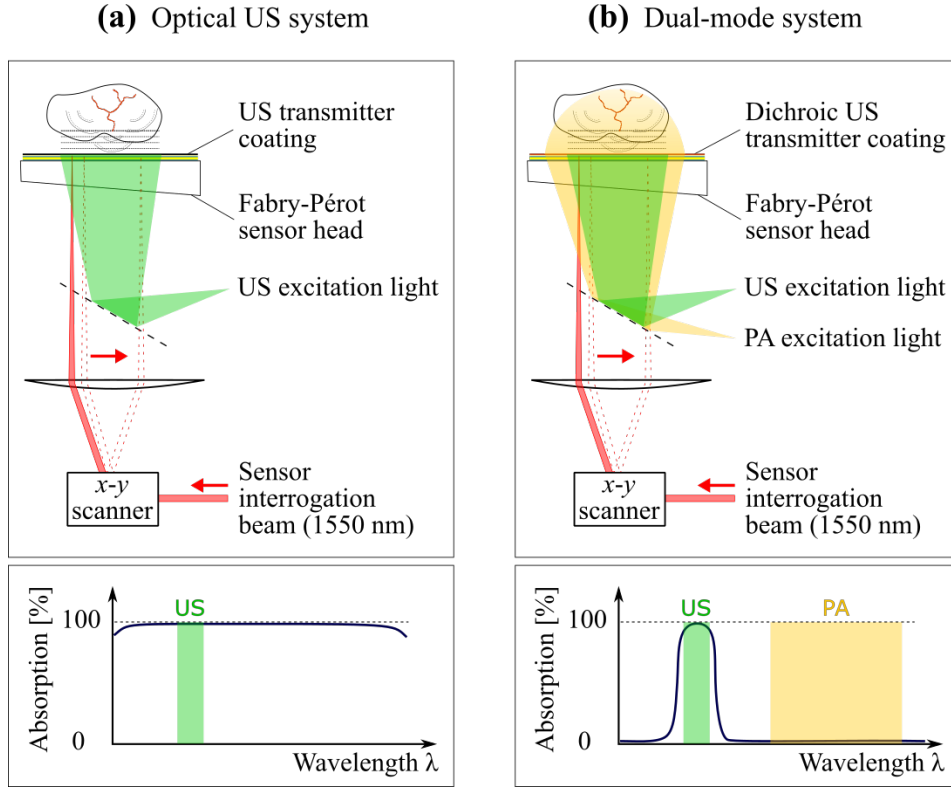 (a) Optical US system
US transmitter
coating
Fabry-Pérot
sensor head
US excitation light
x-y
scanner
Sensor
interrogation
beam (1550 nm)
Absorption [%]
100
0
US
Wavelength λ
(b) Dual-mode system
Dichroic US
transmitter coating
Fabry-Pérot
sensor head
US excitation light
PA excitation light
x-y
scanner
Sensor
interrogation
beam (1550 nm)
Absorption [%]
100
0
US
PA
Wavelength λ